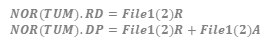 NOR(TUM).RD = File1(2)R
NOR(TUM).DP = File1(2)R + File1(2)A